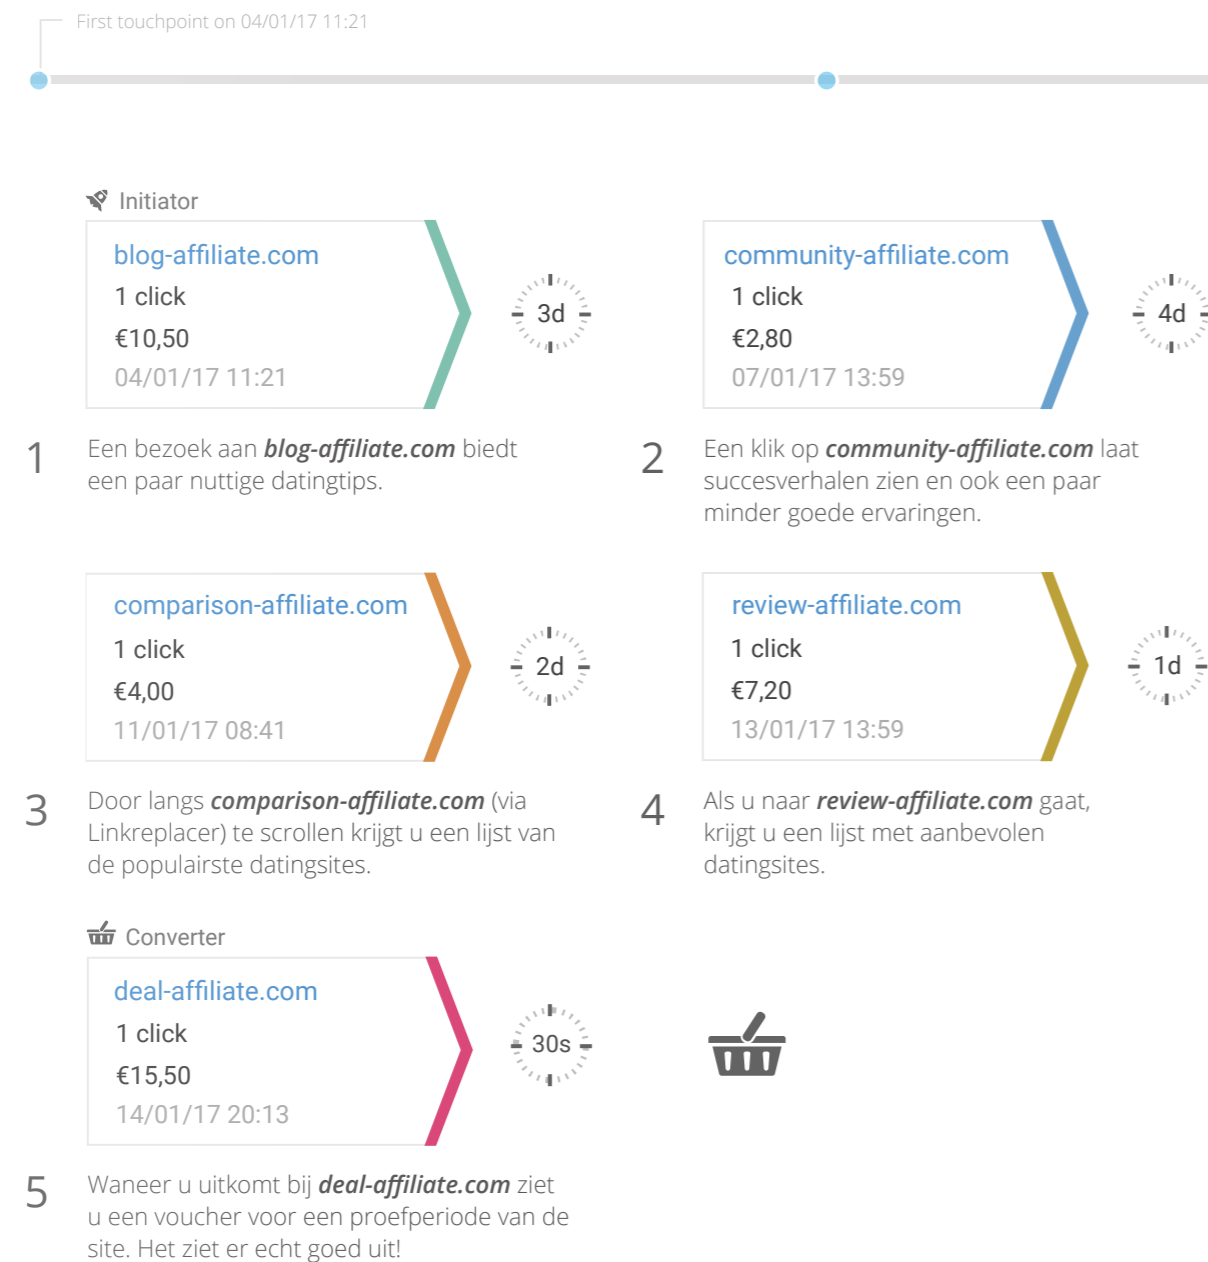 First touchpoint on 04/01/17 11:21
Initiator
blog-affiliate.com
1 click
€10,50
04/01/17 11:21
3d
community-affiliate.com
1 click
€2,80
07/01/17 13:59
4d
1 Een bezoek aan blog-affiliate.com biedt
een paar nuttige datingtips.
2 Een klik op community-affiliate.com laat
succesverhalen zien en ook een paar
minder goede ervaringen.
comparison-affiliate.com
1 click
€4,00
11/01/17 08:41
2d
review-affiliate.com
1 click
€7,20
13/01/17 13:59
1d
3 Door langs comparison-affiliate.com (via
Linkreplacer) te scrollen krijgt u een lijst van
de populairste datingsites.
4 Als u naar review-affiliate.com gaat,
krijgt u een lijst met aanbevolen
datingsites.
Converter
deal-affiliate.com
1 click
€15,50
14/01/17 20:13
30s
5 Waneer u uitkomt bij deal-affiliate.com ziet
u een voucher voor een proefperiode van de
site. Het ziet er echt goed uit!